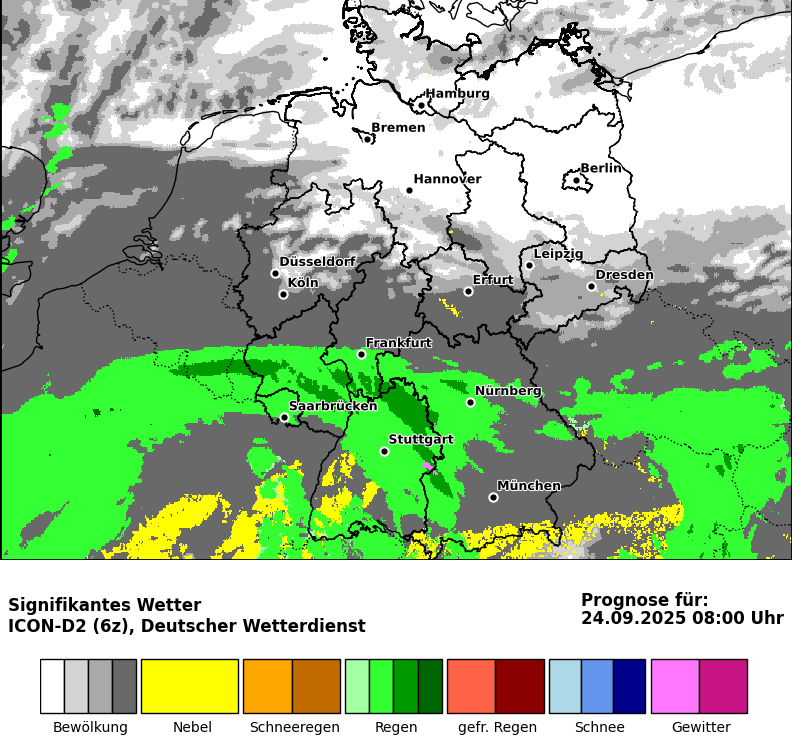 Hamburg
Bremen
Berlin
Hannover
Leipzig
Düsseldorf
Dresden
Erfurt
Köln
Frankfurt
Nürnberg
Saarbrücken
Stuttgart
München
Signifikantes Wetter
ICON-D2 (6z), Deutscher Wetterdienst
Prognose für:
24.09.2025 08:00 Uhr
Bewölkung
Nebel
Schneeregen
Regen
gefr. Regen
Schnee
Gewitter